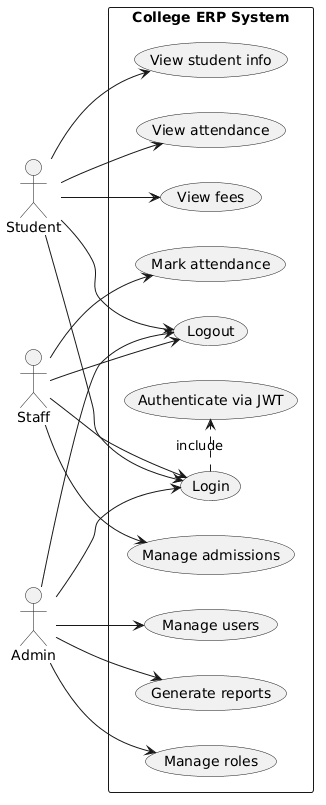 College ERP System
View student info
View attendance
Student
View fees
Mark attendance
Logout
Staff
Authenticate via JWT
include
Login
Manage admissions
Admin
Manage users
Generate reports
Manage roles